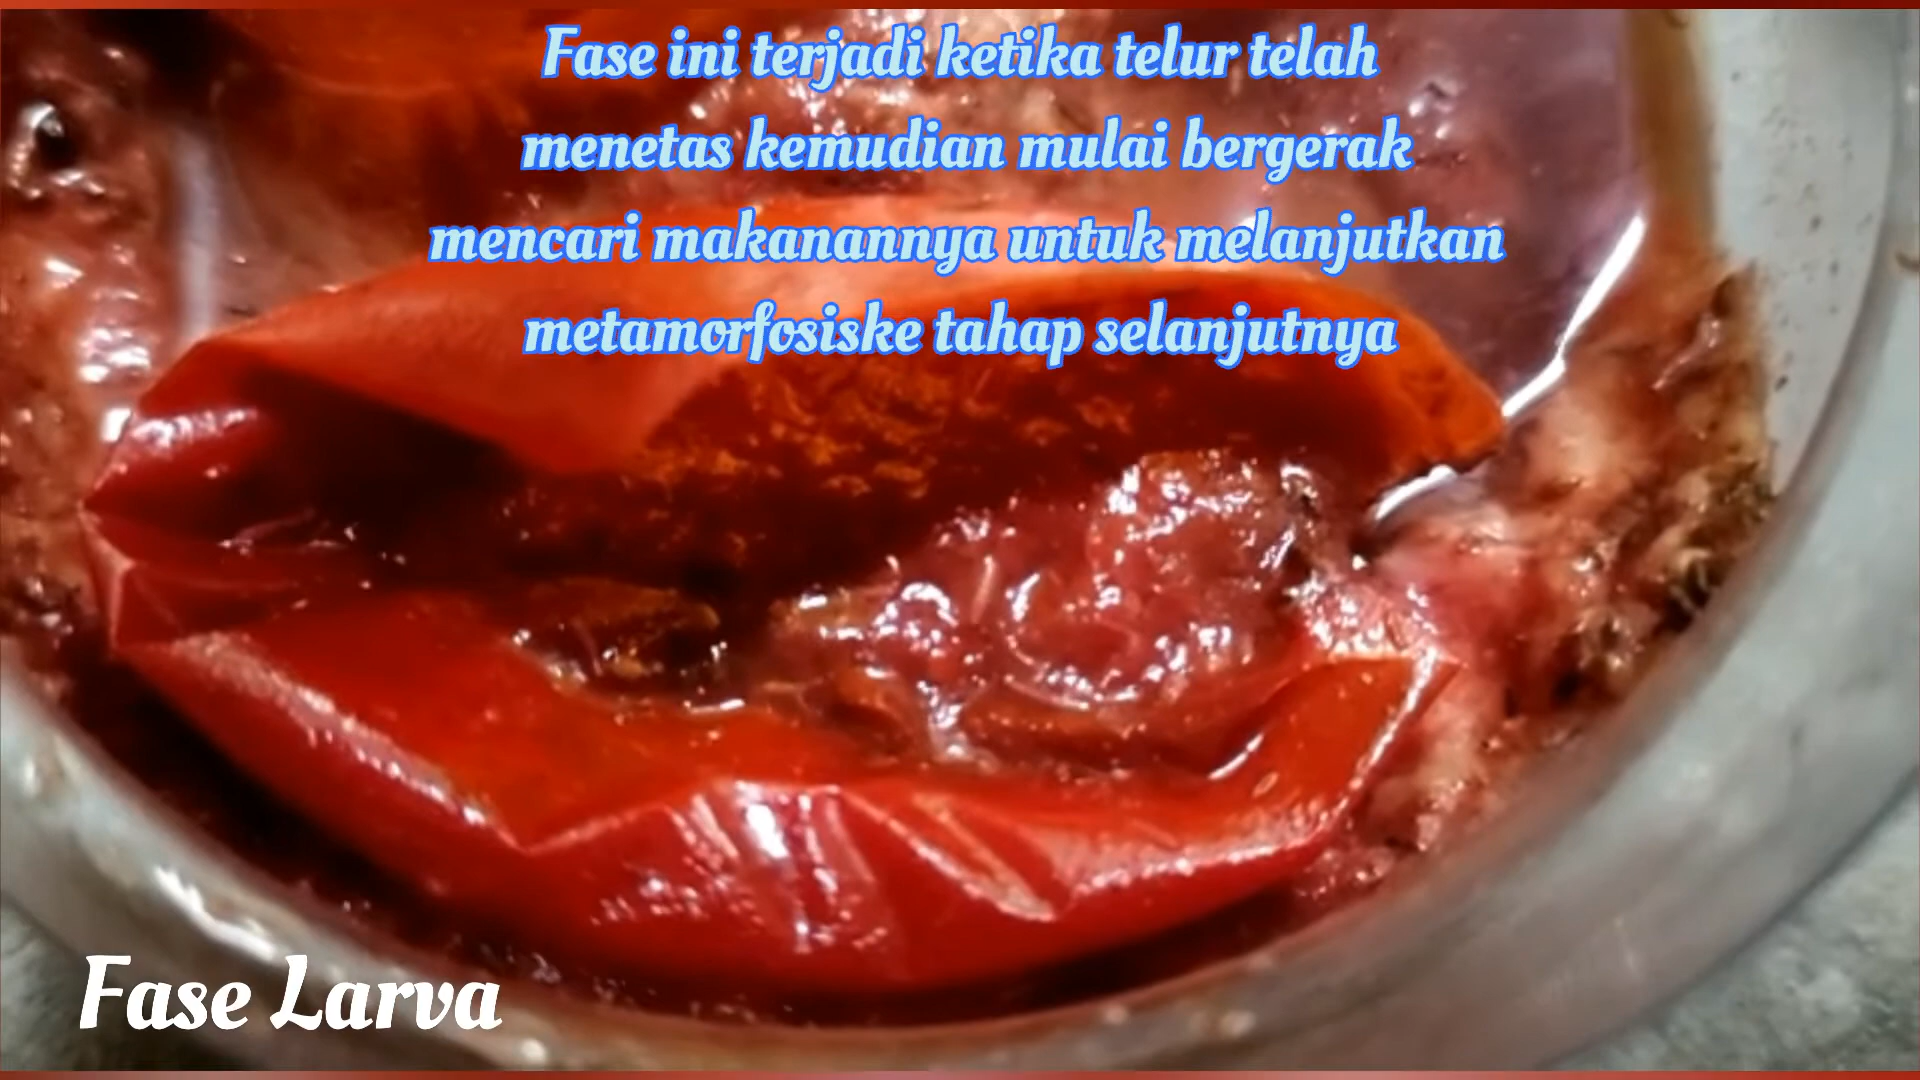 Fase ini terjadi ketika telur telah
menetas kemudian mulai bergerak
mencari makanannya untuk melanjutkan
metamorfosiske tahap selanjutnya
Fase Larva